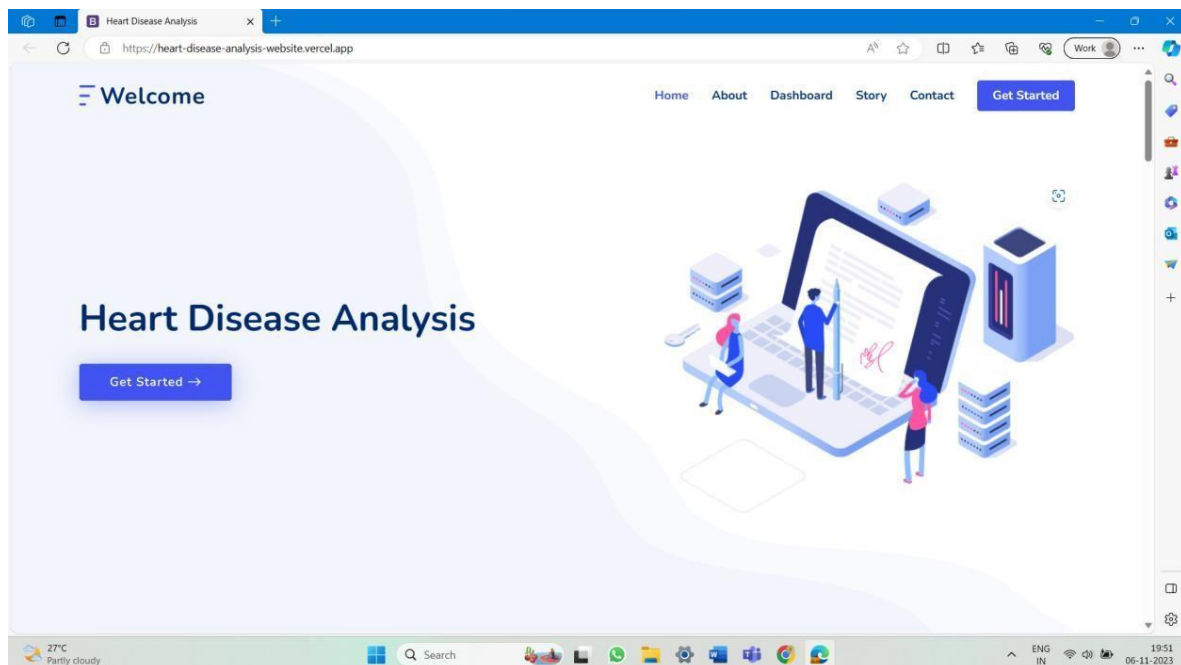 Heart Disease Analysis
https://heart-disease-analysis-website.vercel.app
Work
Welcome
Home About Dashboard Story Contact Get Started
Heart Disease Analysis
Get Started →
27°C
Partly cloudy
Search
ENG
IN
19:51
06-11-2023